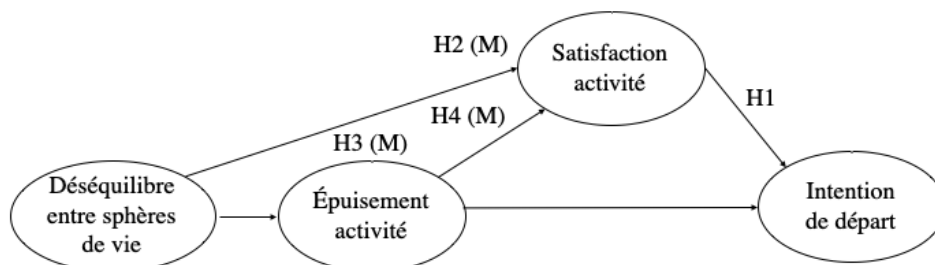 H2 (M)
Satisfaction
activité
H1
H4 (M)
H3 (M)
Déséquilibre
entre sphères
de vie
Épuisement
activité
Intention
de départ